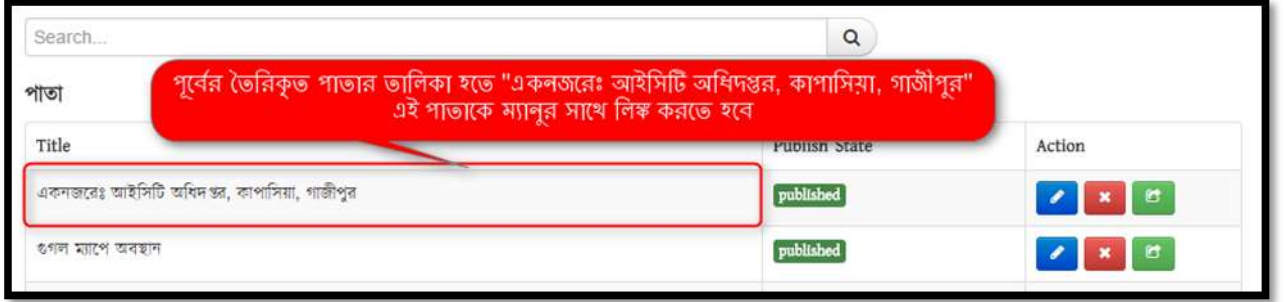 Search...
পূর্বের তৈরিকৃত পাতার তালিকা হতে "একনজরেঃ আইসিটি অধিদপ্তর, কাপাসিয়া, গাজীপুর"
এই পাতাকে ম্যানুর সাথে লিঙ্ক করতে হবে
পাতা
Title Publish State Action
একনজরেঃ আইসিটি অধিদপ্তর, কাপাসিয়া, গাজীপুর published
গুগল ম্যাপে অবস্থান published